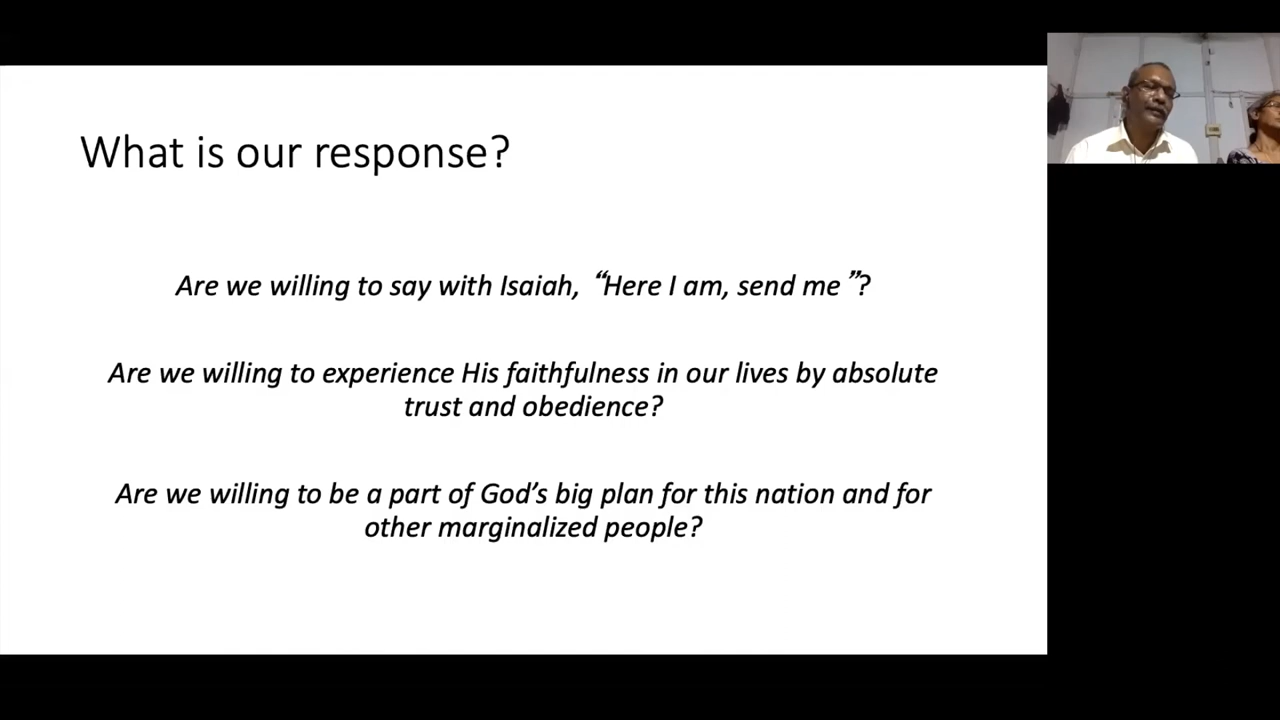 What is our response?
Are we willing to say with Isaiah, “Here I am, send me ”?
Are we willing to experience His faithfulness in our lives by absolute
trust and obedience?
Are we willing to be a part of God’s big plan for this nation and for
other marginalized people?